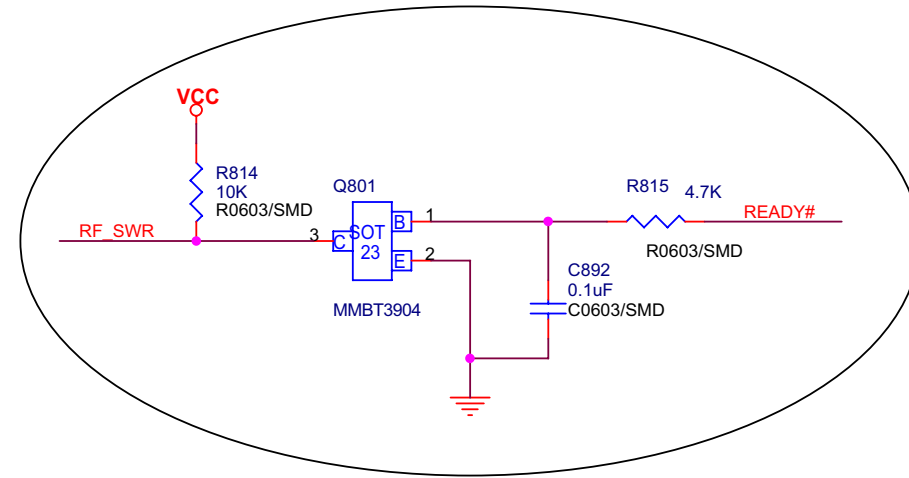 VCC
R814
10K
R0603/SMD
RF_SWR
Q801
3
C
SOT
23
B
1
E
2
MMBT3904
R815
4.7K
READY#
R0603/SMD
C892
0.1uF
C0603/SMD